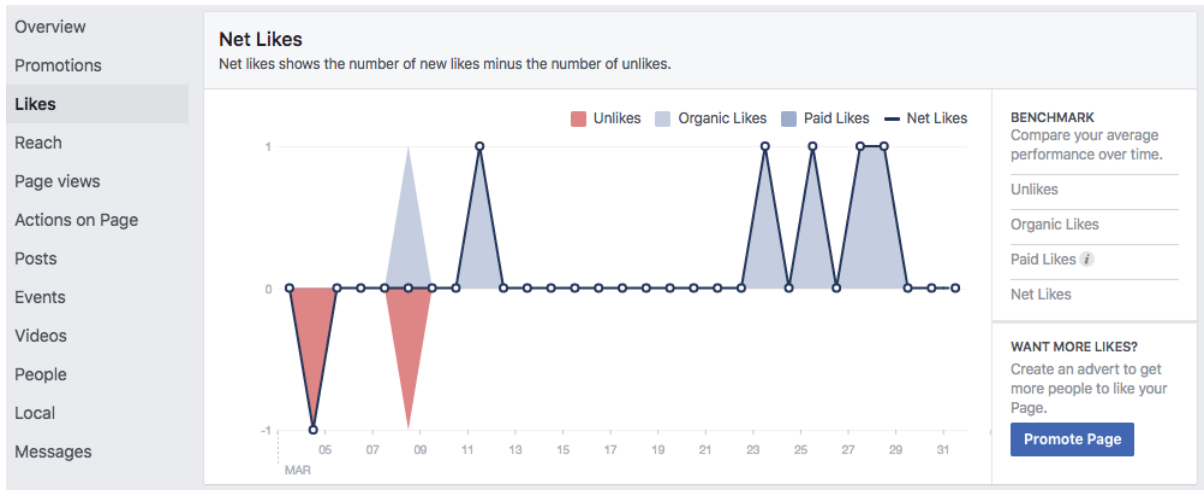 Overview
Promotions
Likes
Reach
Page views
Actions on Page
Posts
Events
Videos
People
Local
Messages
Net Likes
Net likes shows the number of new likes minus the number of unlikes.
Unlikes Organic Likes Paid Likes Net Likes
1
0
-1
05 07 09 11 13 15 17 19 21 23 25 27 29 31
MAR
BENCHMARK
Compare your average
performance over time.
Unlikes
Organic Likes
Paid Likes i
Net Likes
WANT MORE LIKES?
Create an advert to get
more people to like your
Page.
Promote Page